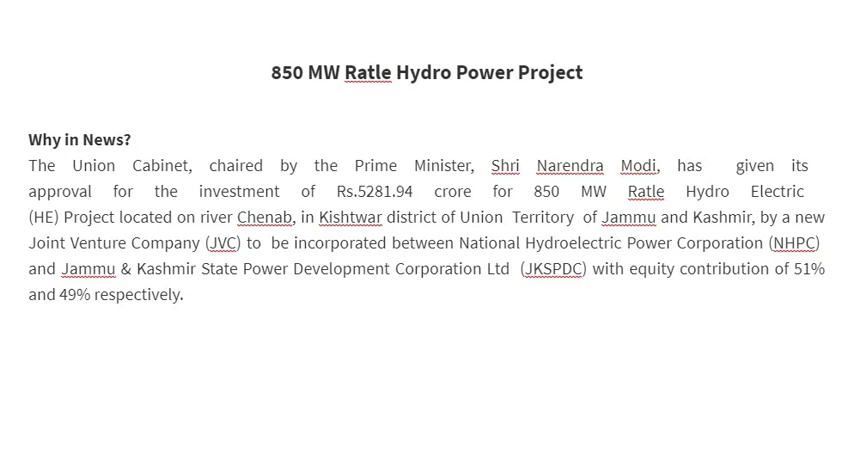 850 MW Ratle Hydro Power Project
Why in News?
The Union Cabinet, chaired by the Prime Minister, Shri Narendra Modi, has given its
approval for the investment of Rs.5281.94 crore for 850 MW Ratle Hydro Electric
(HE) Project located on river Chenab, in Kishtwar district of Union Territory of Jammu and Kashmir, by a new
Joint Venture Company (JVC) to be incorporated between National Hydroelectric Power Corporation (NHPC)
and Jammu & Kashmir State Power Development Corporation Ltd (JKSPDC) with equity contribution of 51%
and 49% respectively.